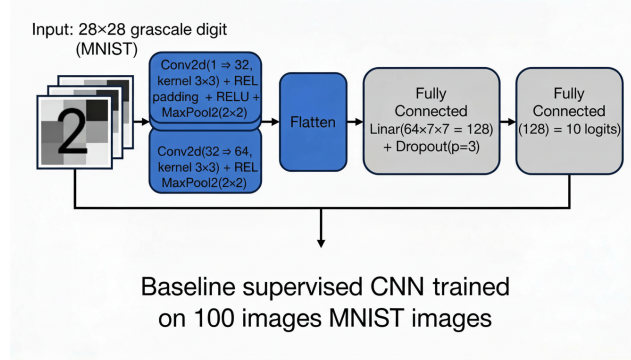 Input: 28×28 grascale digit
(MNIST)
2
Conv2d(1 ⇒ 32,
kernel 3×3) + REL
padding + RELU +
MaxPool2(2×2)
Conv2d(32 ⇒ 64,
kernel 3×3) + REL
MaxPool2(2×2)
Flatten
Fully
Connected
Linar(64×7×7 = 128)
+ Dropout(p=3)
Fully
Connected
(128) = 10 logits)
Baseline supervised CNN trained
on 100 images MNIST images